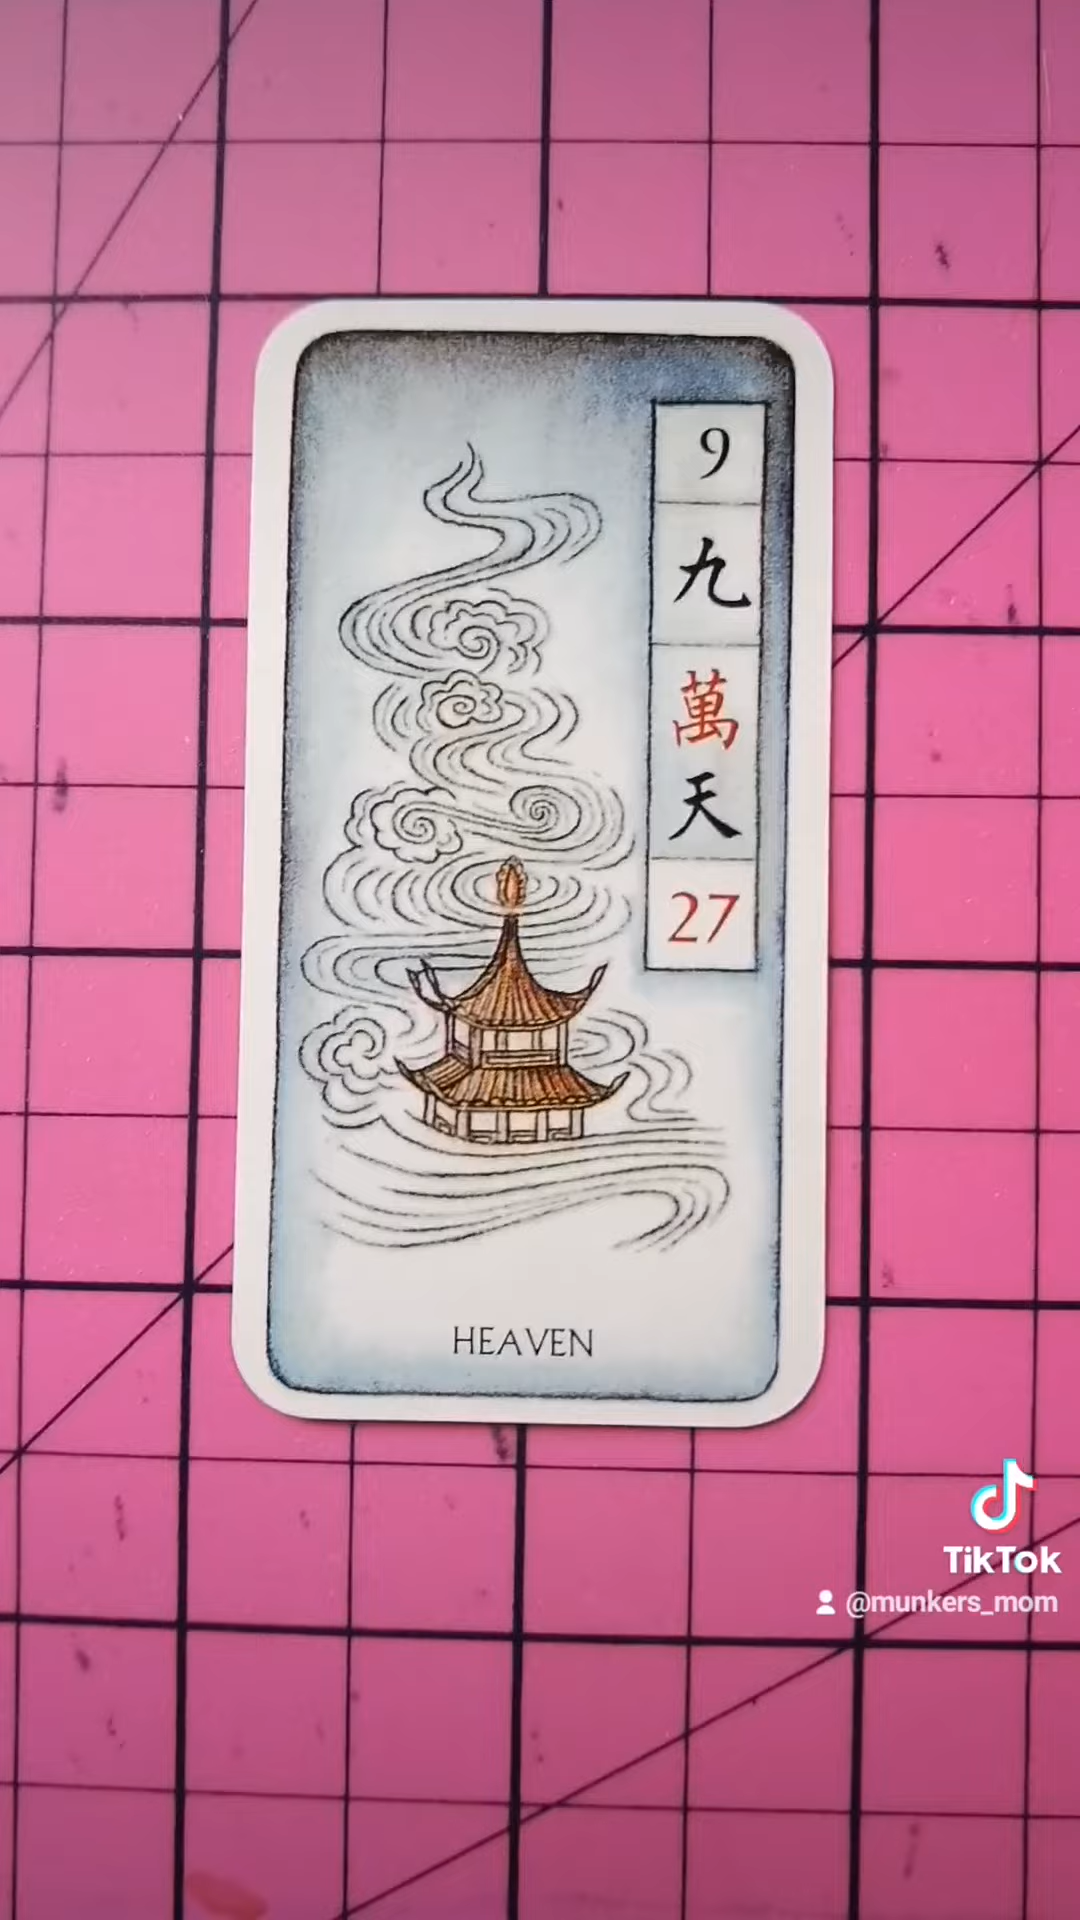 9
九
萬
天
27
HEAVEN
TikTok
@munkers_mom